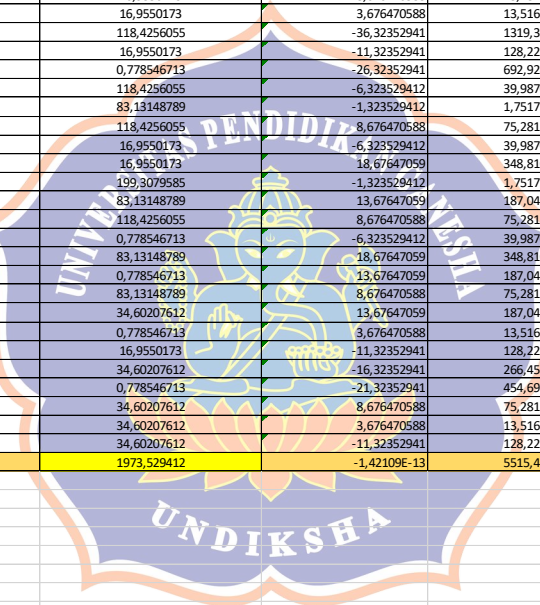 16,9550173 3,676470588 13,516
118,4256055 -36,32352941 1319,3
16,9550173 -11,32352941 128,22
0,778546713 -26,32352941 692,92
118,4256055 -6,323529412 39,987
83,13148789 -1,323529412 1,7517
118,4256055 8,676470588 75,281
16,9550173 -6,323529412 39,987
16,9550173 18,67647059 348,81
199,3079585 -1,323529412 1,7517
83,13148789 13,67647059 187,04
118,4256055 8,676470588 75,281
0,778546713 -6,323529412 39,987
83,13148789 18,67647059 348,81
0,778546713 13,67647059 187,04
83,13148789 8,676470588 75,281
34,60207612 13,67647059 187,04
0,778546713 3,676470588 13,516
16,9550173 -11,32352941 128,22
34,60207612 -16,32352941 266,45
0,778546713 -21,32352941 454,69
34,60207612 8,676470588 75,281
34,60207612 3,676470588 13,516
34,60207612 -11,32352941 128,22
1973,529412 -1,42109E-13 5515,4
UNIVERSITAS PENDIDIKAN GANESHA
UNDIKSHA